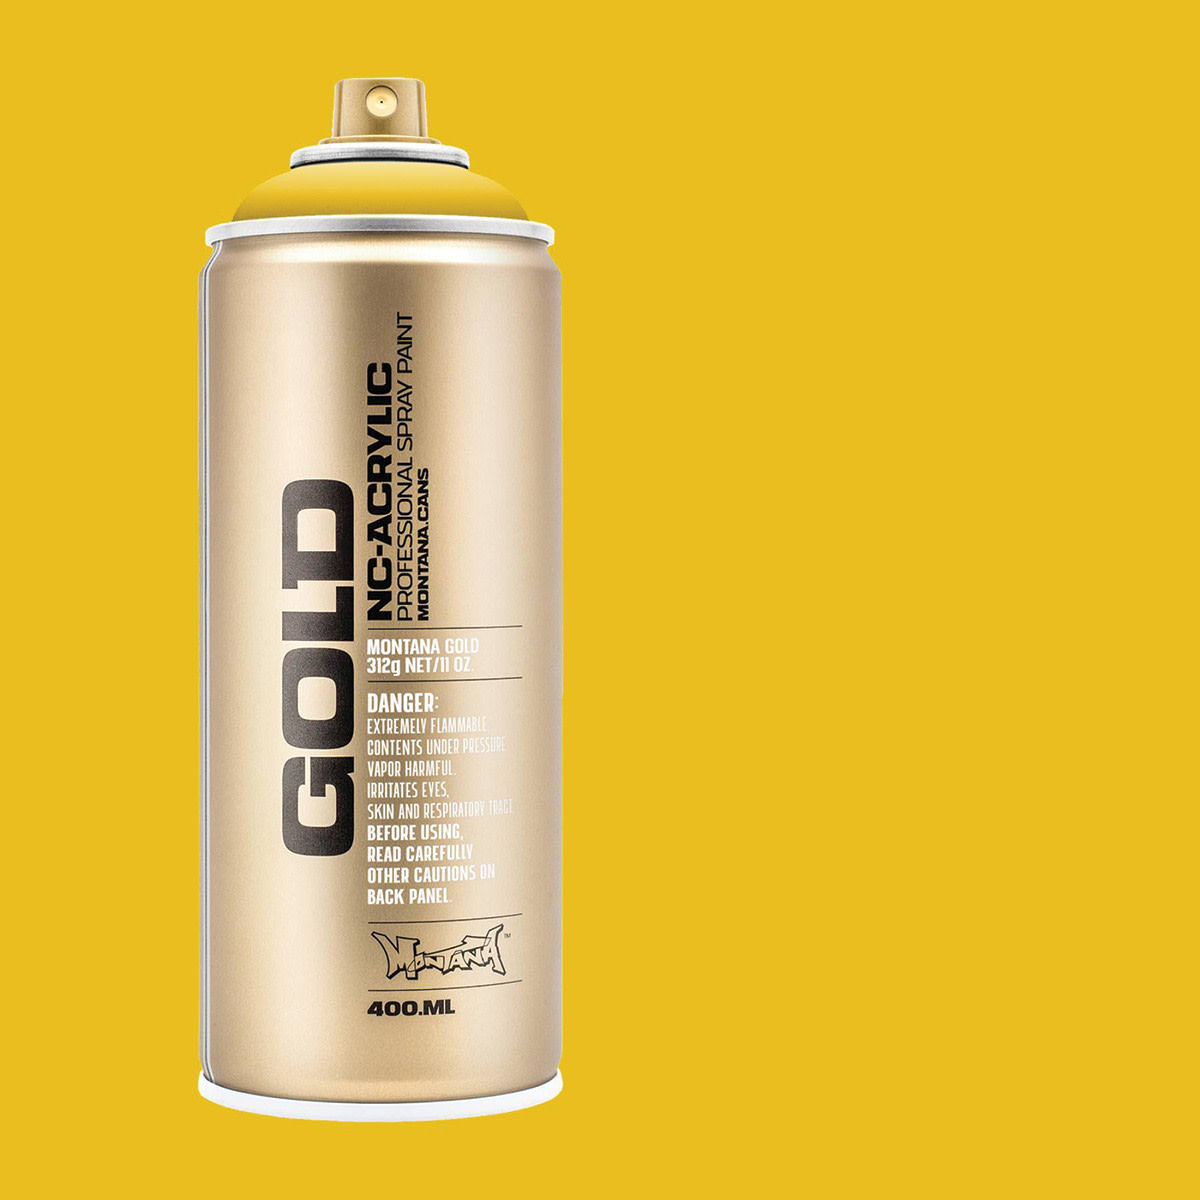 GOLD
NC-ACRYLIC
PROFESSIONAL SPRAY PAINT
MONTANA.CANS
MONTANA GOLD
312g NET/11 OZ.
DANGER:
EXTREMELY FLAMMABLE
CONTENTS UNDER PRESSURE.
VAPOR HARMFUL.
IRRITATES EYES,
SKIN AND RESPIRATORY TRACT.
BEFORE USING,
READ CAREFULLY
OTHER CAUTIONS ON
BACK PANEL.
MONTANA™
400.ML